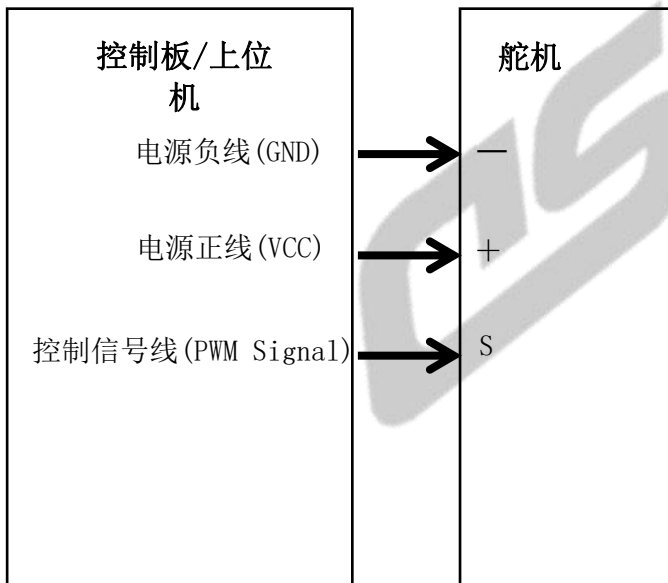 控制板/上位
机
舵机
电源负线(GND)
—
电源正线(VCC)
+
控制信号线(PWM Signal)
S